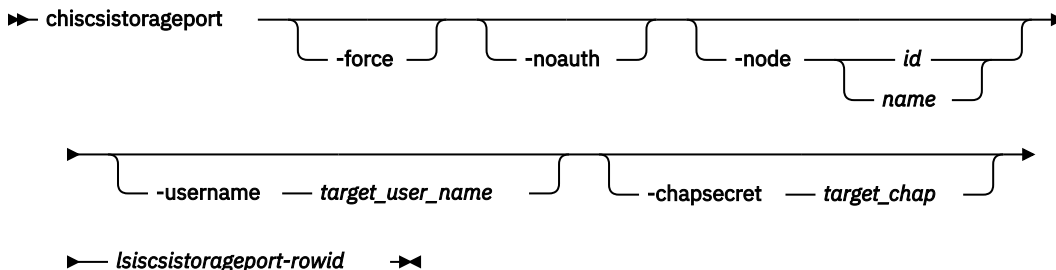 chiscsistorageport -force -noauth -node id
name
-username target_user_name -chapsecret target_chap
lsiscsistorageport-rowid